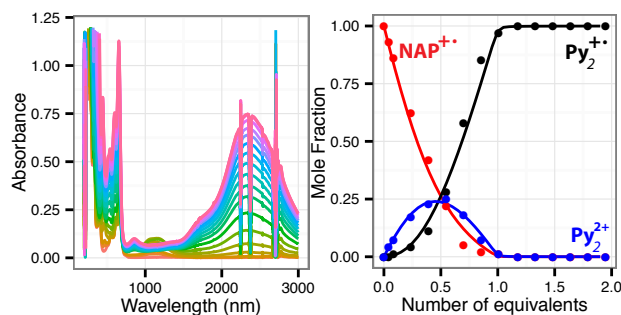 1.25
1.00
0.75
0.50
0.25
0.00
Absorbance
1000
2000
3000
Wavelength (nm)
1.00
0.75
0.50
0.25
0.00
Mole Fraction
NAP+•
Py2+•
Py22+
0.0
0.5
1.0
1.5
2.0
Number of equivalents